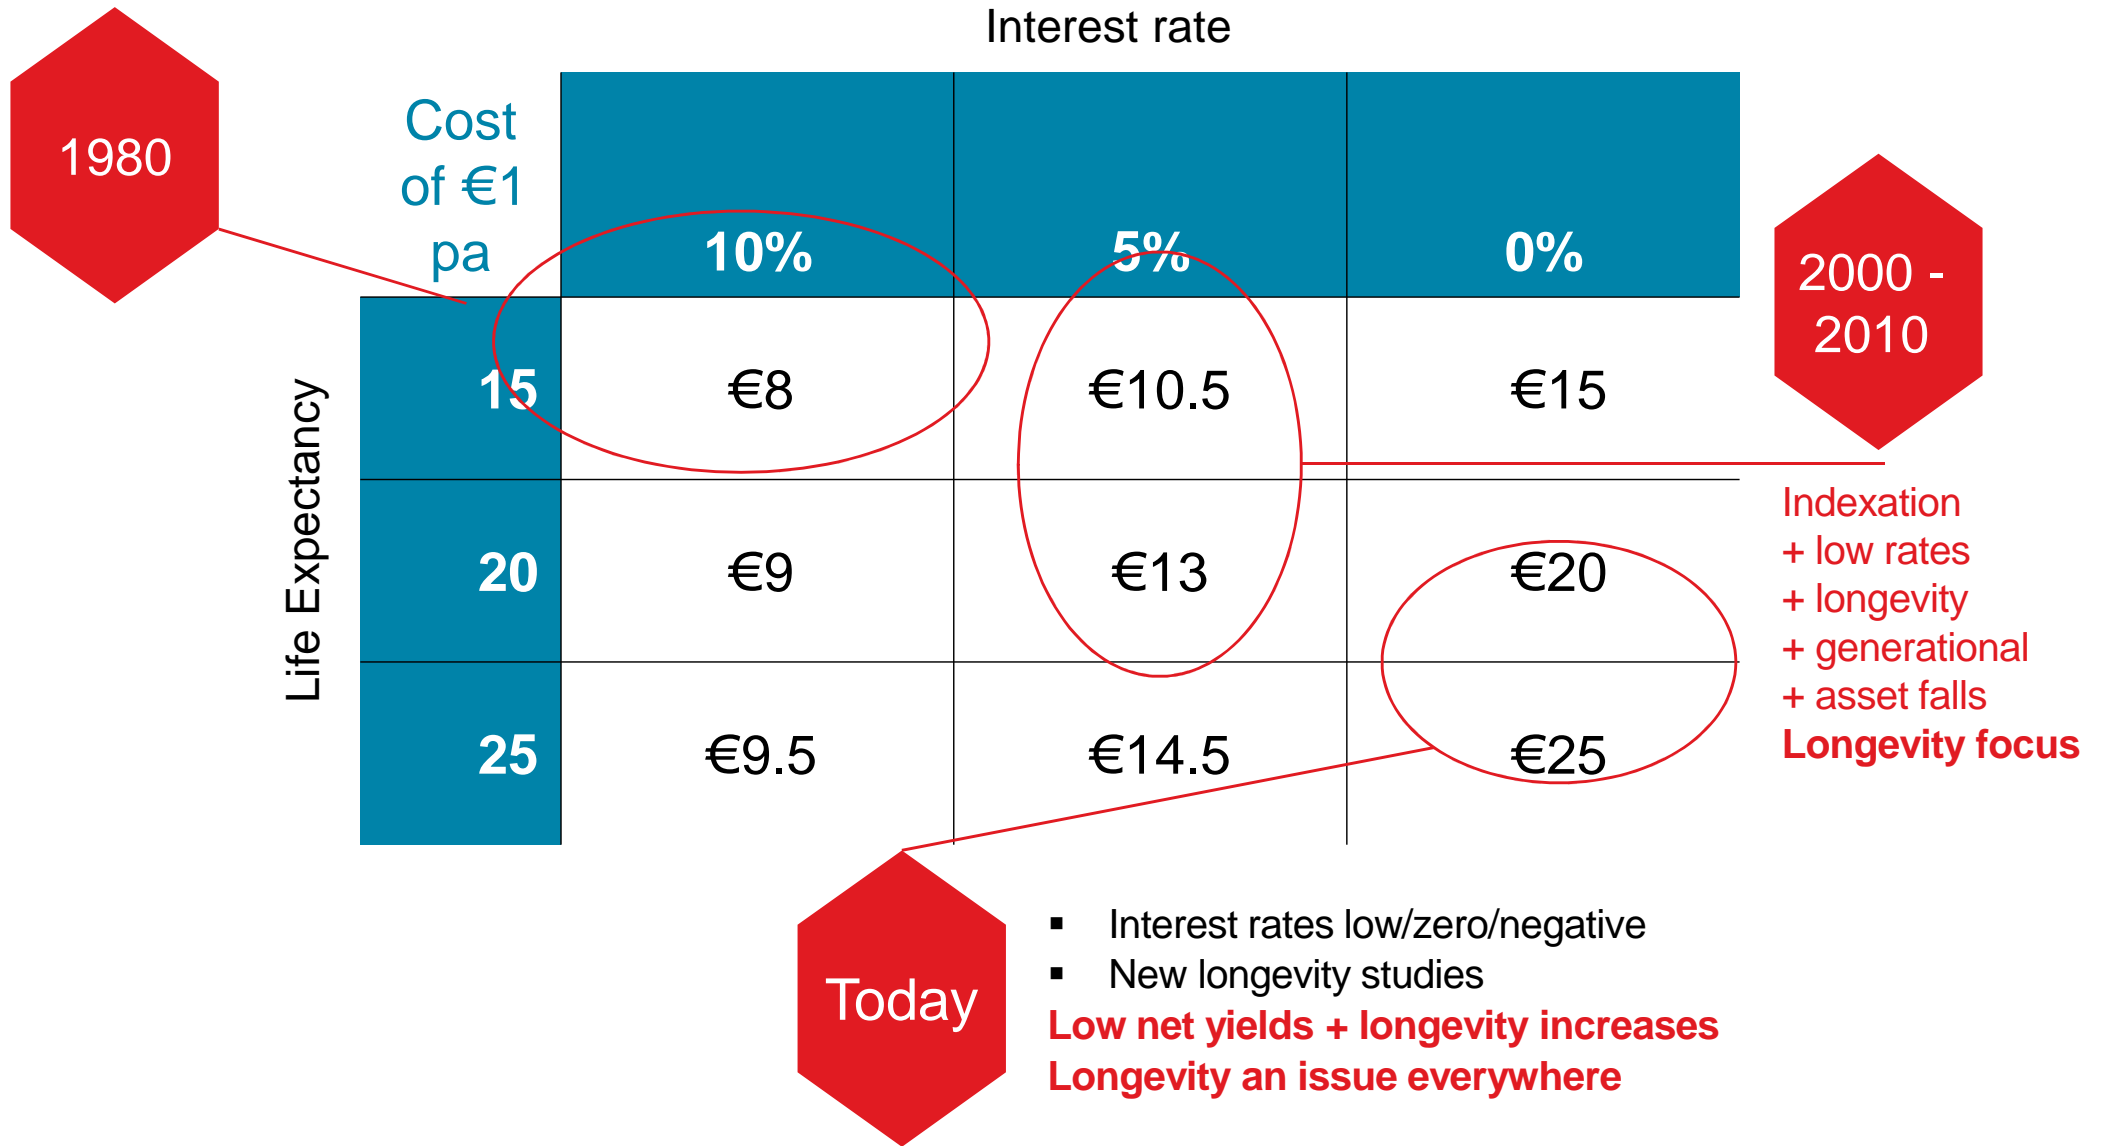 Interest rate
1980
Cost
of €1
pa
10%
5%
0%
2000 -
2010
Life Expectancy
15
€8
€10.5
€15
20
€9
€13
€20
25
€9.5
€14.5
€25
Indexation
+ low rates
+ longevity
+ generational
+ asset falls
Longevity focus
Today
▪ Interest rates low/zero/negative
▪ New longevity studies
Low net yields + longevity increases
Longevity an issue everywhere